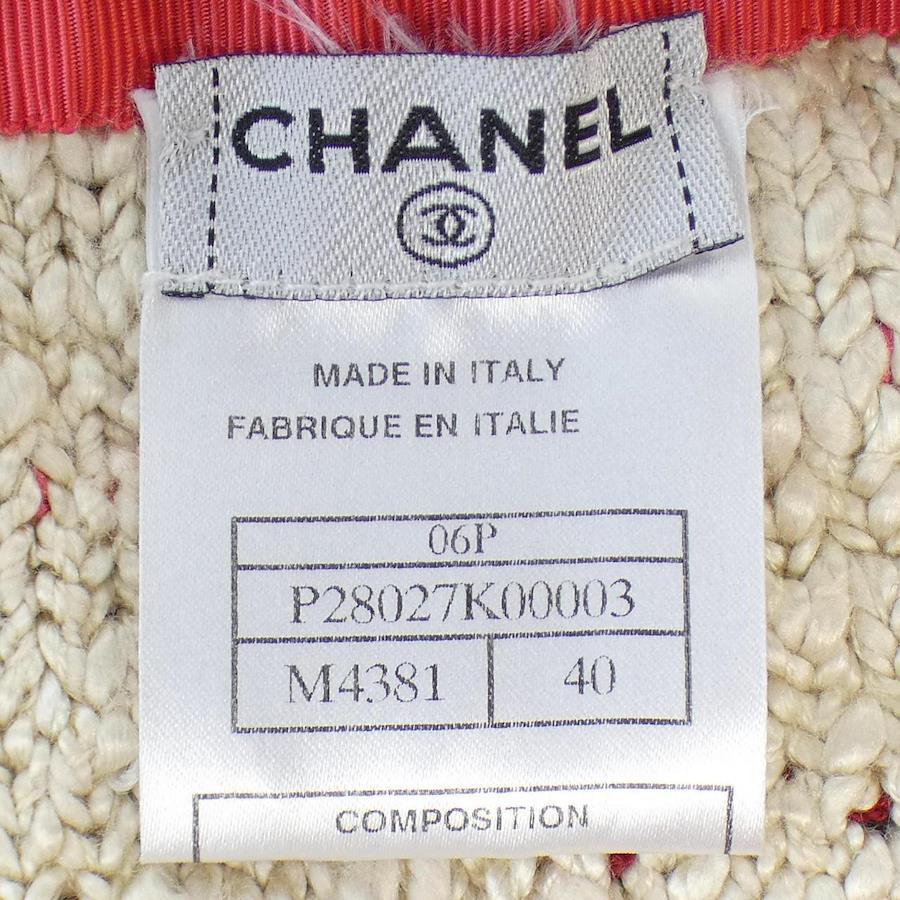 CHANEL
MADE IN ITALY
FABRIQUE EN ITALIE
06P
P28027K00003
M4381 40
COMPOSITION